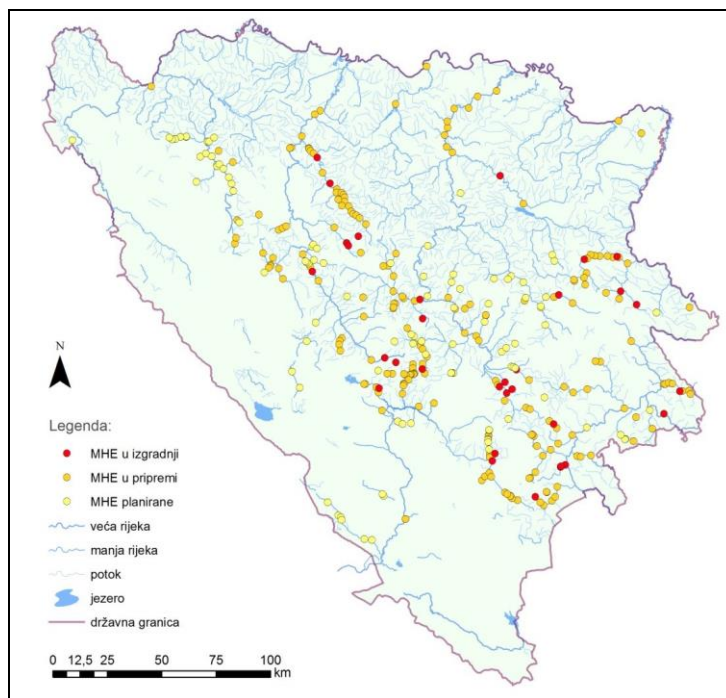 N
Legenda:
MHE u izgradnji
MHE u pripremi
MHE planirane
veća rijeka
manja rijeka
potok
jezero
državna granica
0 12,5 25 50 75 100
km